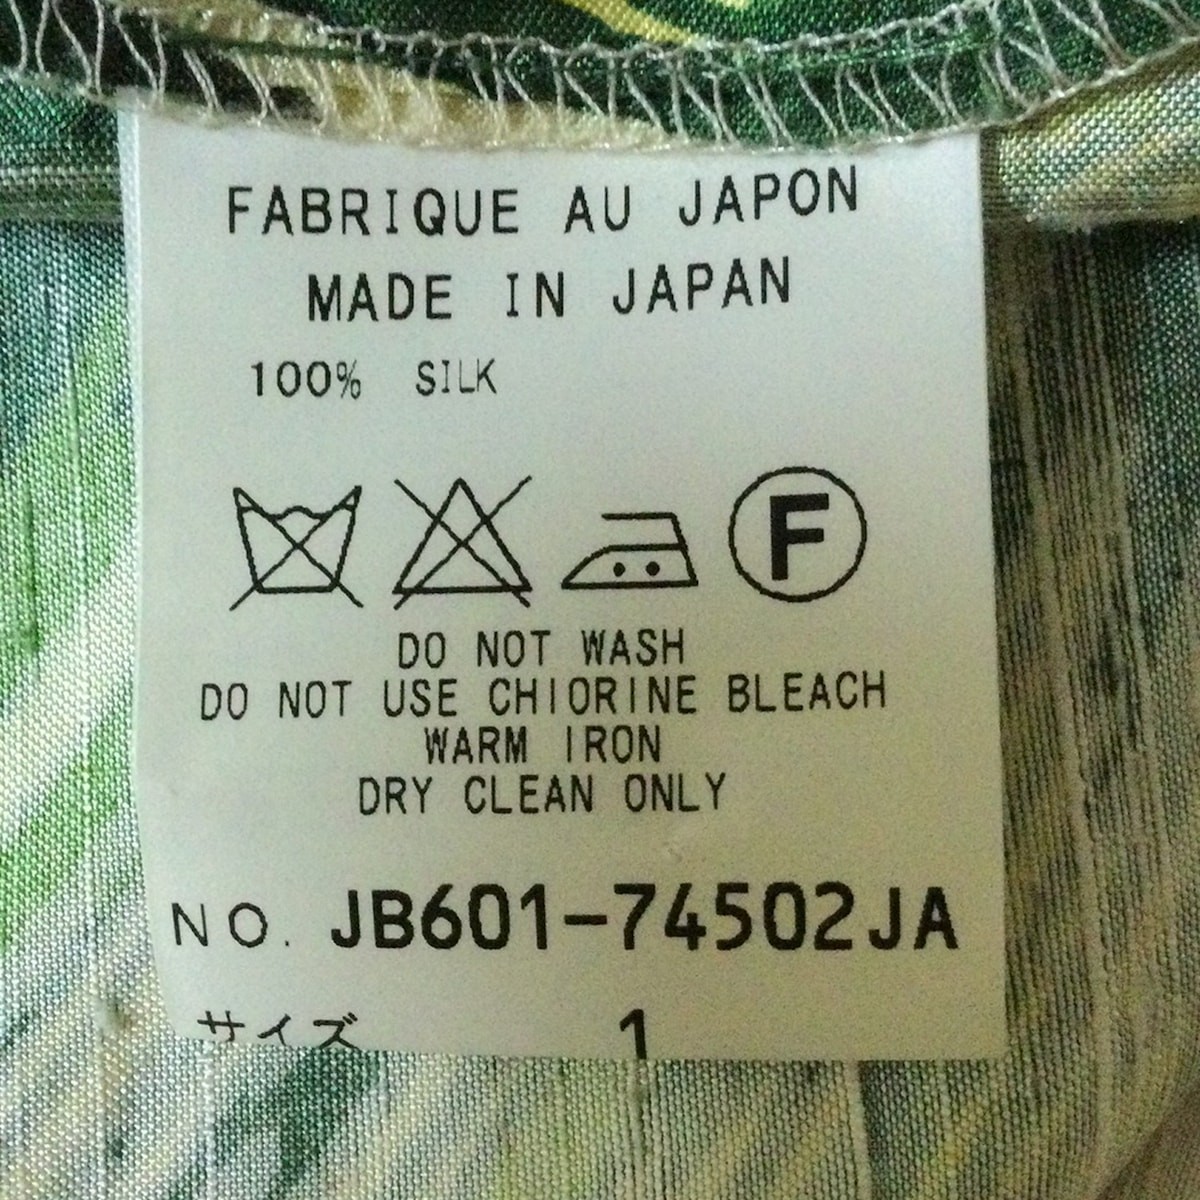 FABRIQUE AU JAPON
MADE IN JAPAN
100% SILK
F
DO NOT WASH
DO NOT USE CHIORINE BLEACH
WARM IRON
DRY CLEAN ONLY
NO. JB601-74502JA
サイズ 1